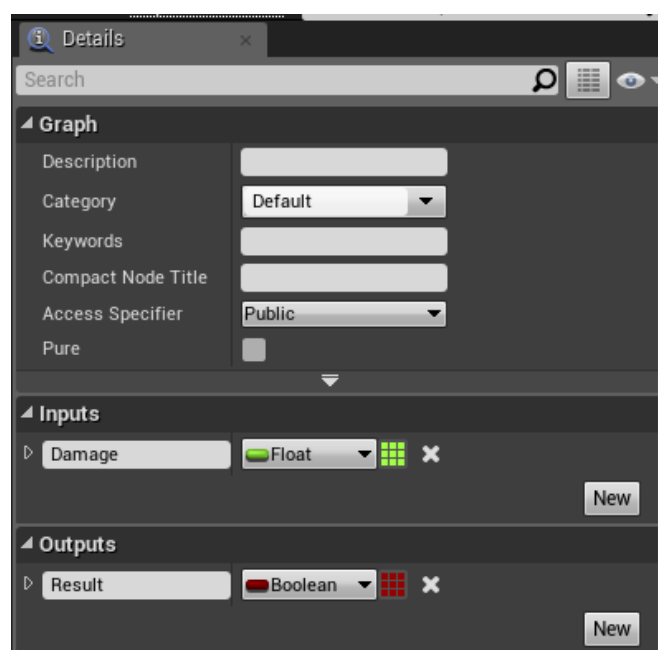 Details
Search
Graph
Description
Category Default
Keywords
Compact Node Title
Access Specifier Public
Pure
Inputs
Damage Float
New
Outputs
Result Boolean
New